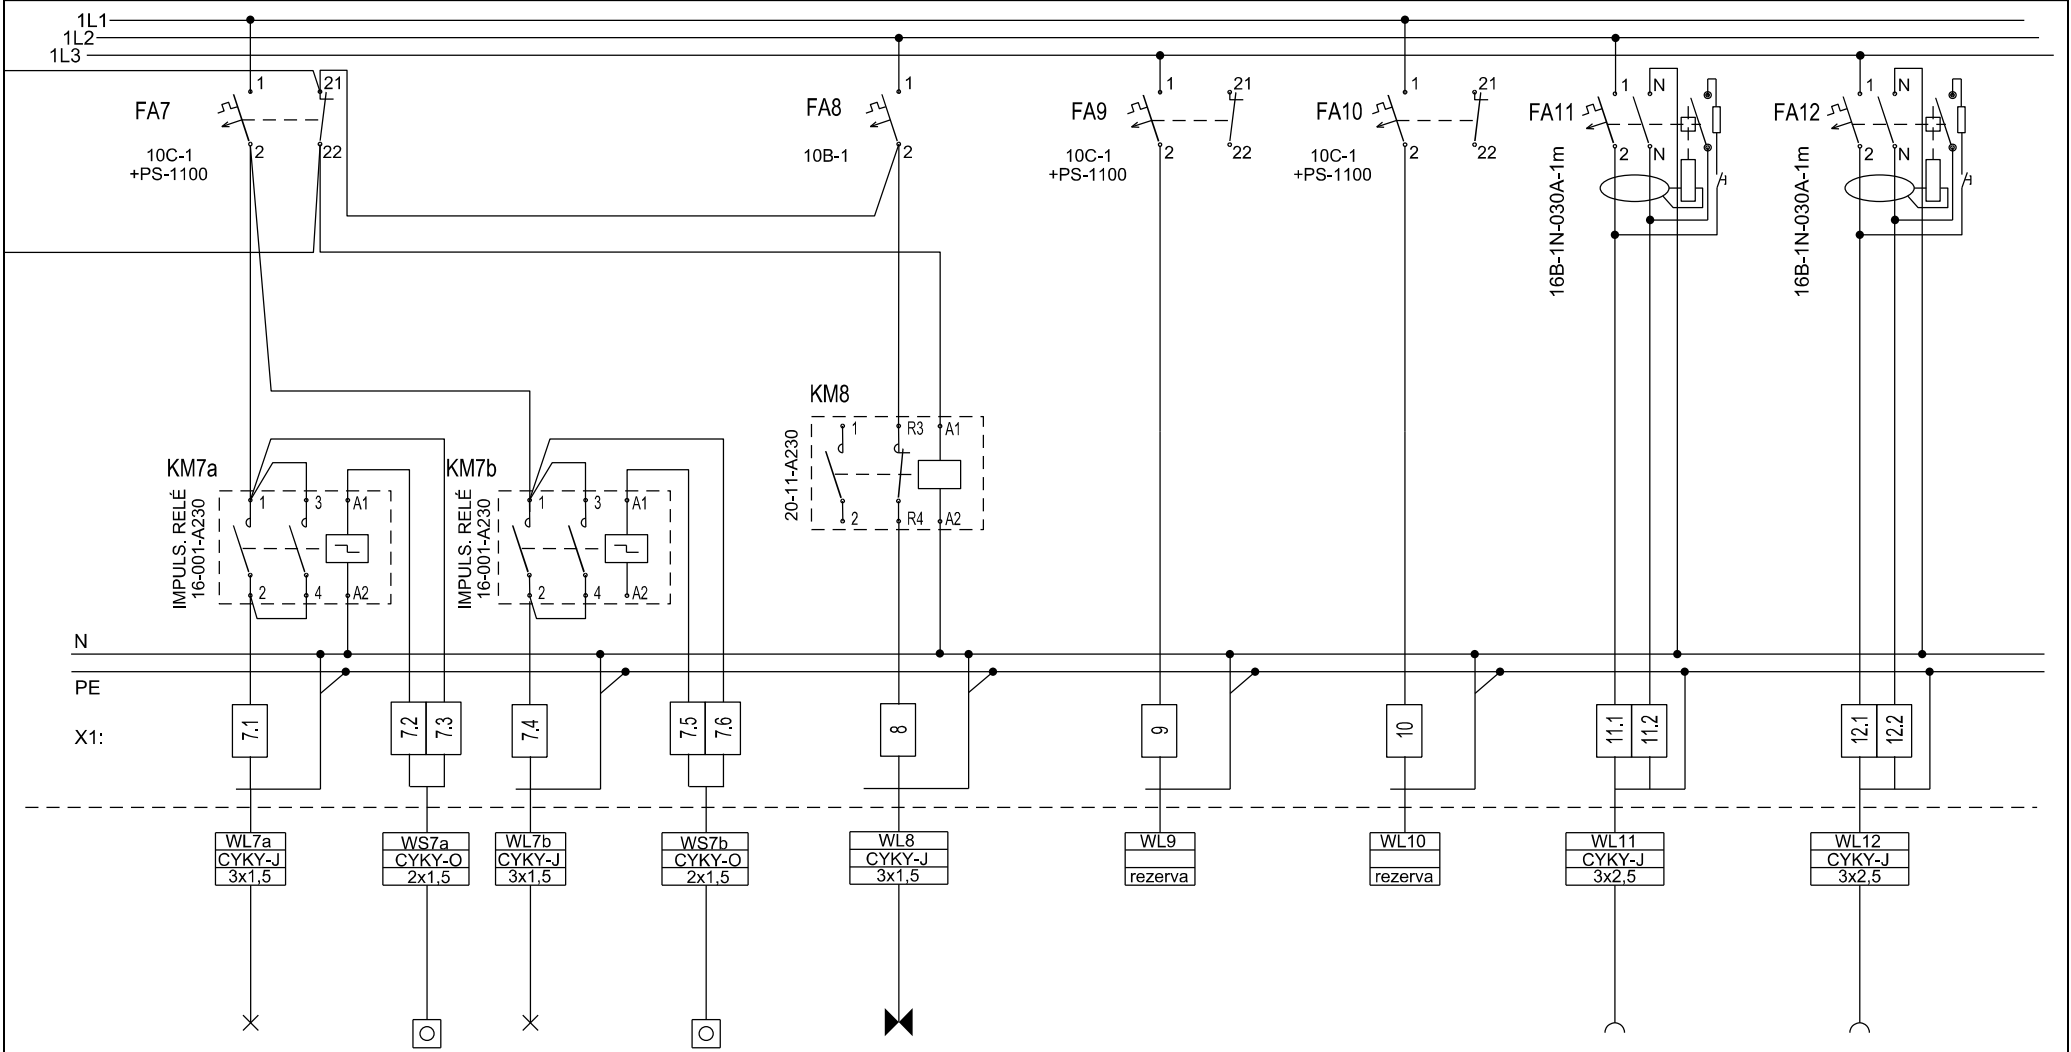 1L1
1L2
1L3
FA7
1
2
21
22
10C-1
+PS-1100
FA8
1
2
10B-1
FA9
1
2
21
22
10C-1
+PS-1100
FA10
1
2
21
22
10C-1
+PS-1100
FA11
1
N
2
N
16B-1N-030A-1m
FA12
1
N
2
N
16B-1N-030A-1m
KM7a
IMPULS. RELÉ
16-001-A230
1
3
A1
2
4
A2
KM7b
IMPULS. RELÉ
16-001-A230
1
3
A1
2
4
A2
KM8
20-11-A230
1
R3
A1
2
R4
A2
N
PE
X1:
7.1
7.2
7.3
7.4
7.5
7.6
8
9
10
11.1
11.2
12.1
12.2
WL7a
CYKY-J
3x1,5
WS7a
CYKY-O
2x1,5
WL7b
CYKY-J
3x1,5
WS7b
CYKY-O
2x1,5
WL8
CYKY-J
3x1,5
WL9
rezerva
WL10
rezerva
WL11
CYKY-J
3x2,5
WL12
CYKY-J
3x2,5